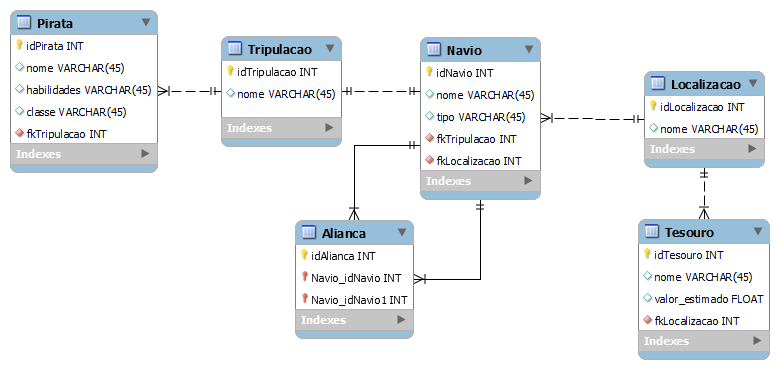 Pirata
idPirata INT
nome VARCHAR(45)
habilidades VARCHAR(45)
classe VARCHAR(45)
fkTripulacao INT
Indexes
Tripulacao
idTripulacao INT
nome VARCHAR(45)
Indexes
Navio
idNavio INT
nome VARCHAR(45)
tipo VARCHAR(45)
fkTripulacao INT
fkLocalizacao INT
Indexes
Localizacao
idLocalizacao INT
nome VARCHAR(45)
Indexes
Alianca
idAlianca INT
Navio_idNavio INT
Navio_idNavio1 INT
Indexes
Tesouro
idTesouro INT
nome VARCHAR(45)
valor_estimado FLOAT
fkLocalizacao INT
Indexes